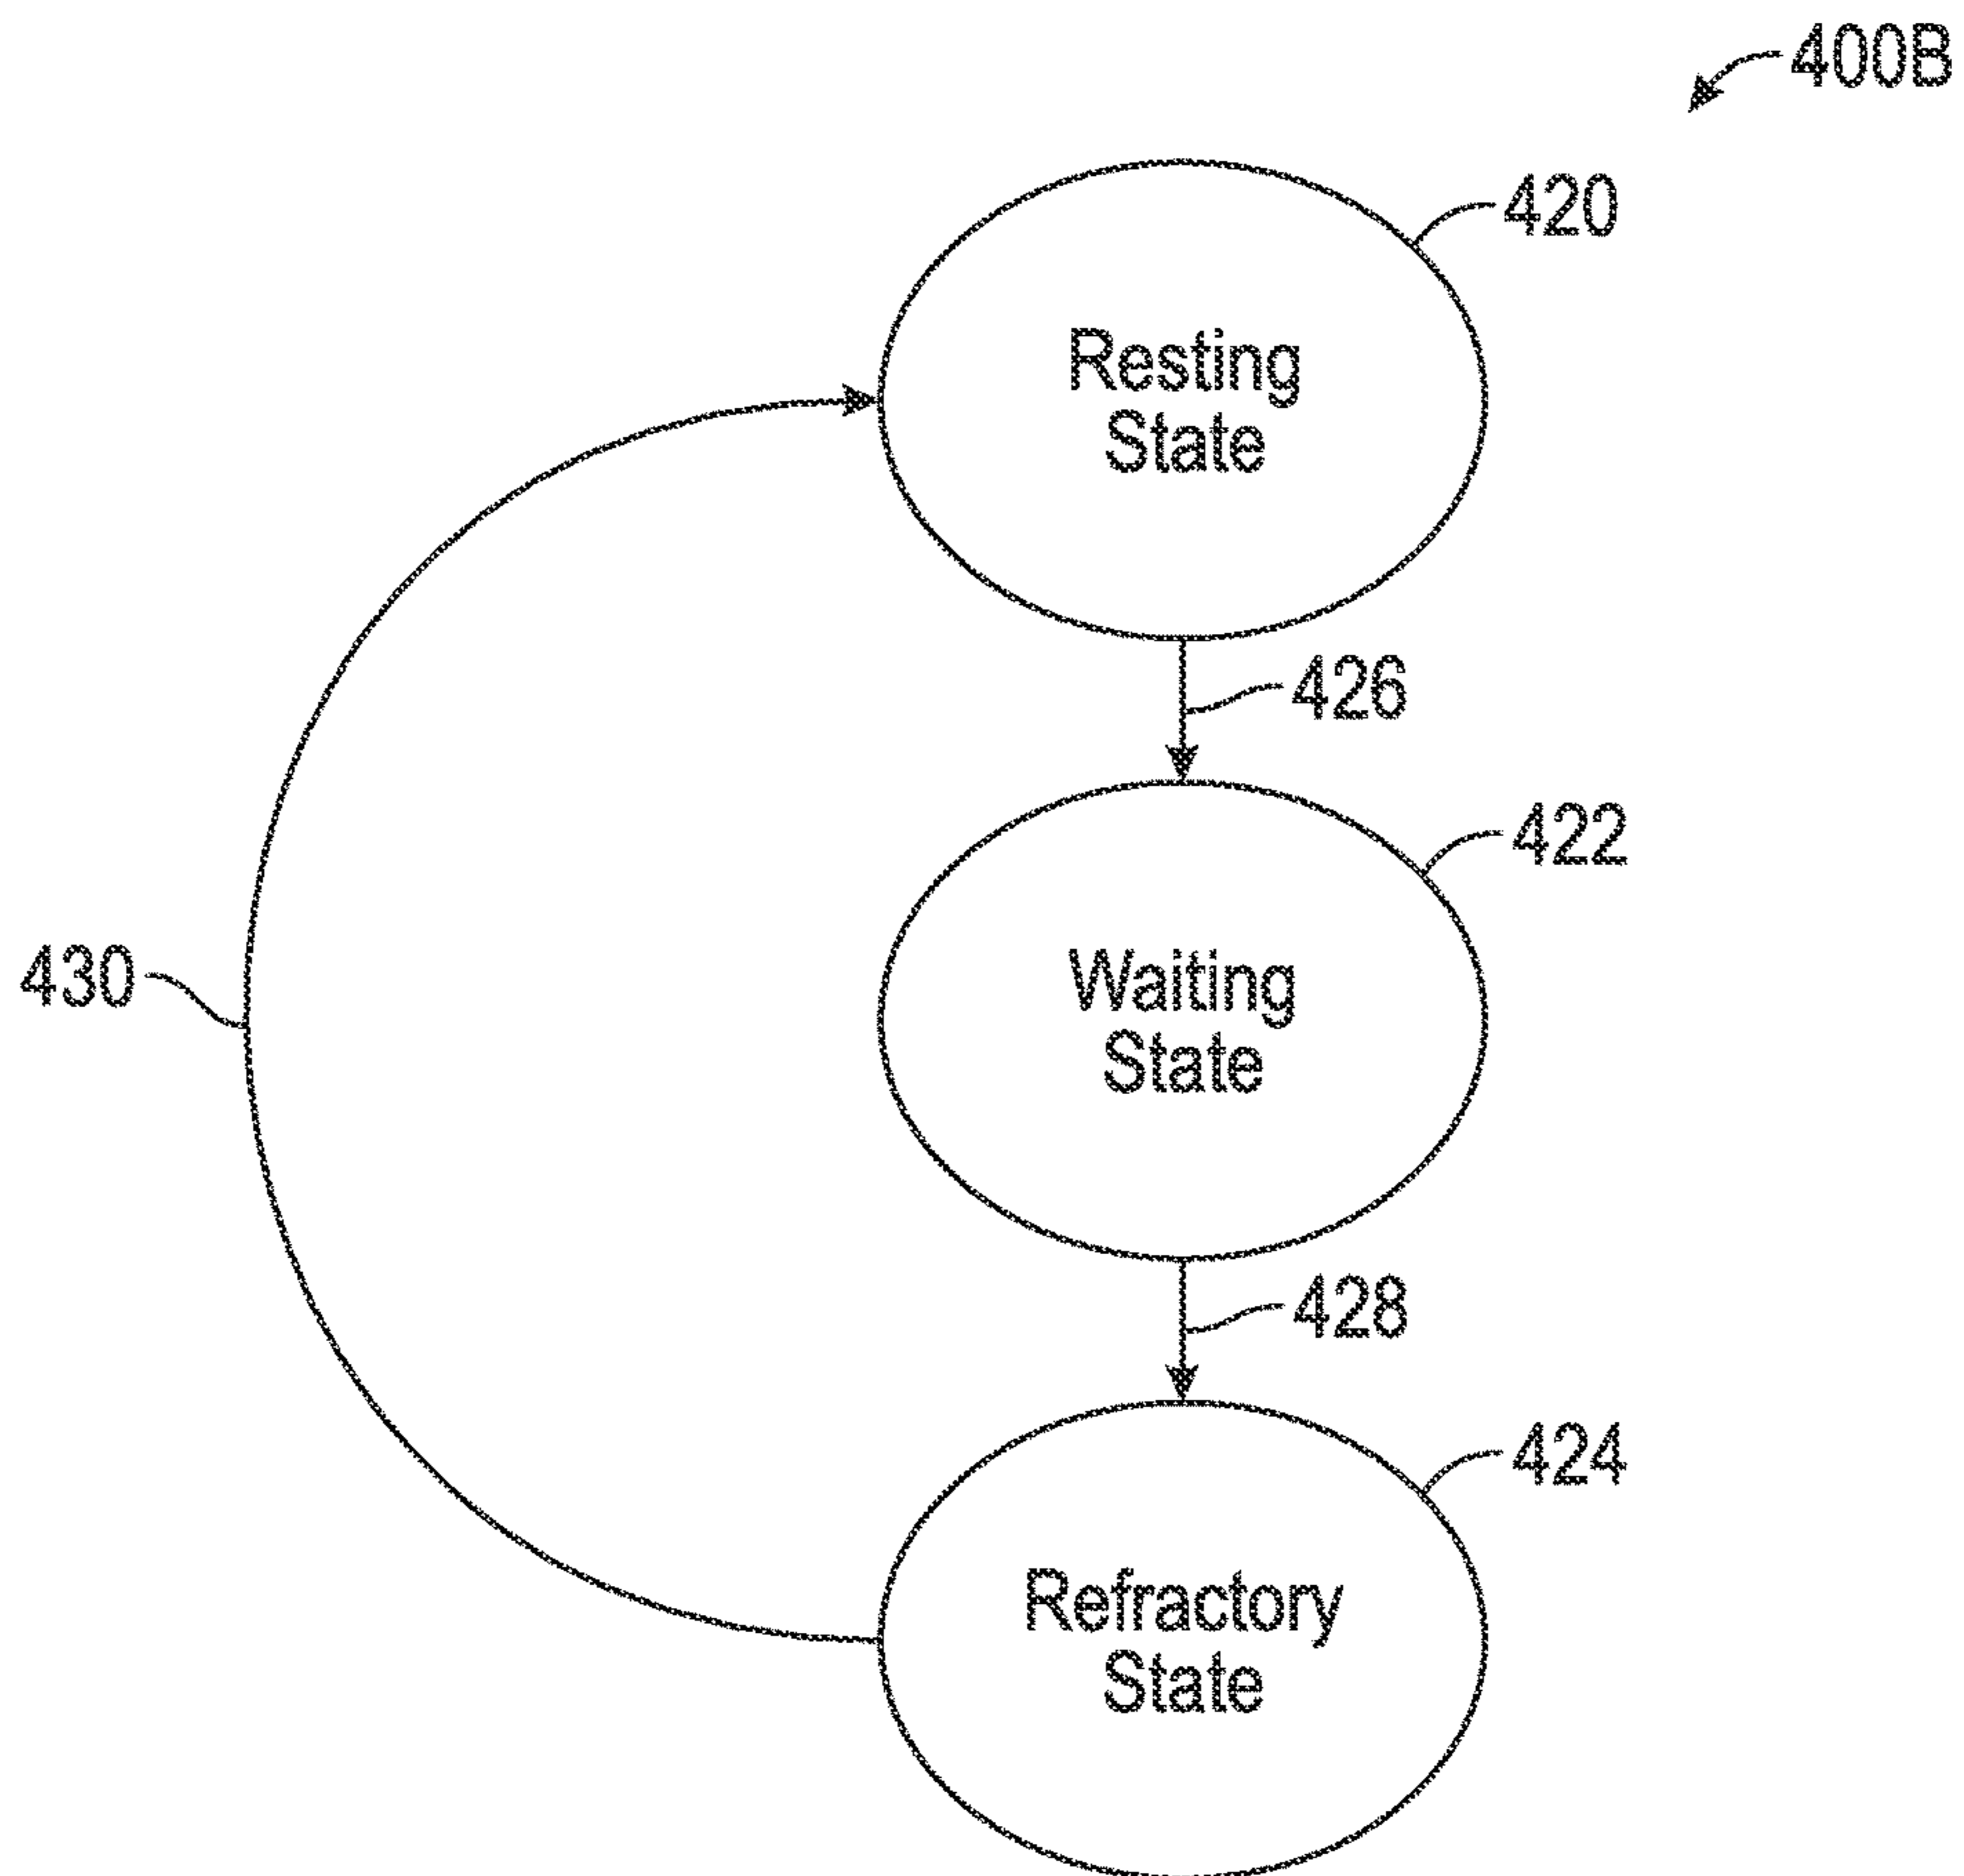 400B
420
Resting
State
426
422
Waiting
State
430
428
424
Refractory
State